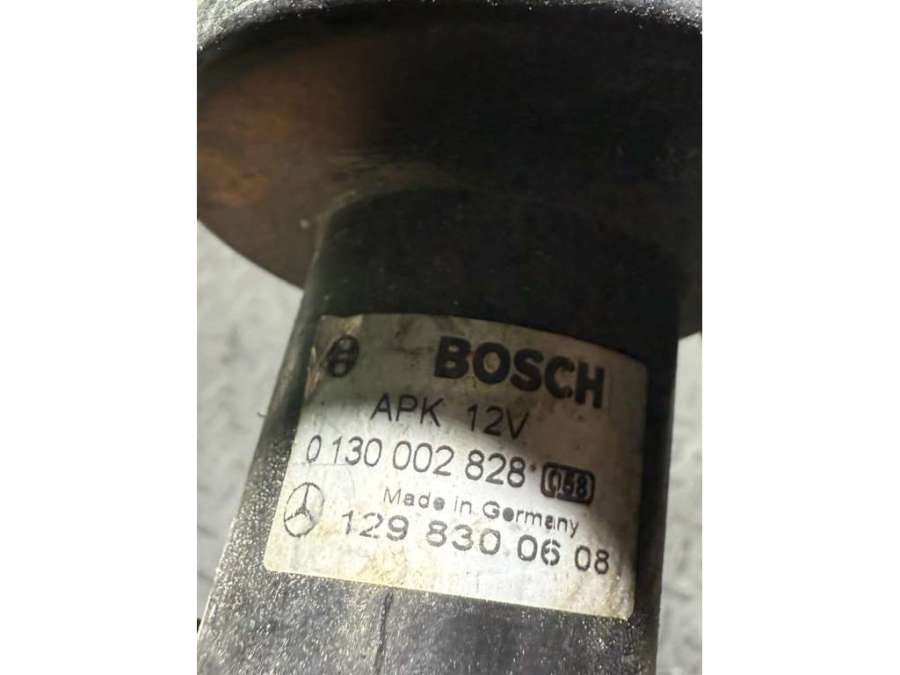 BOSCH
APK 12V
0 130 002 828 058
Made in Germany
129 830 06 08